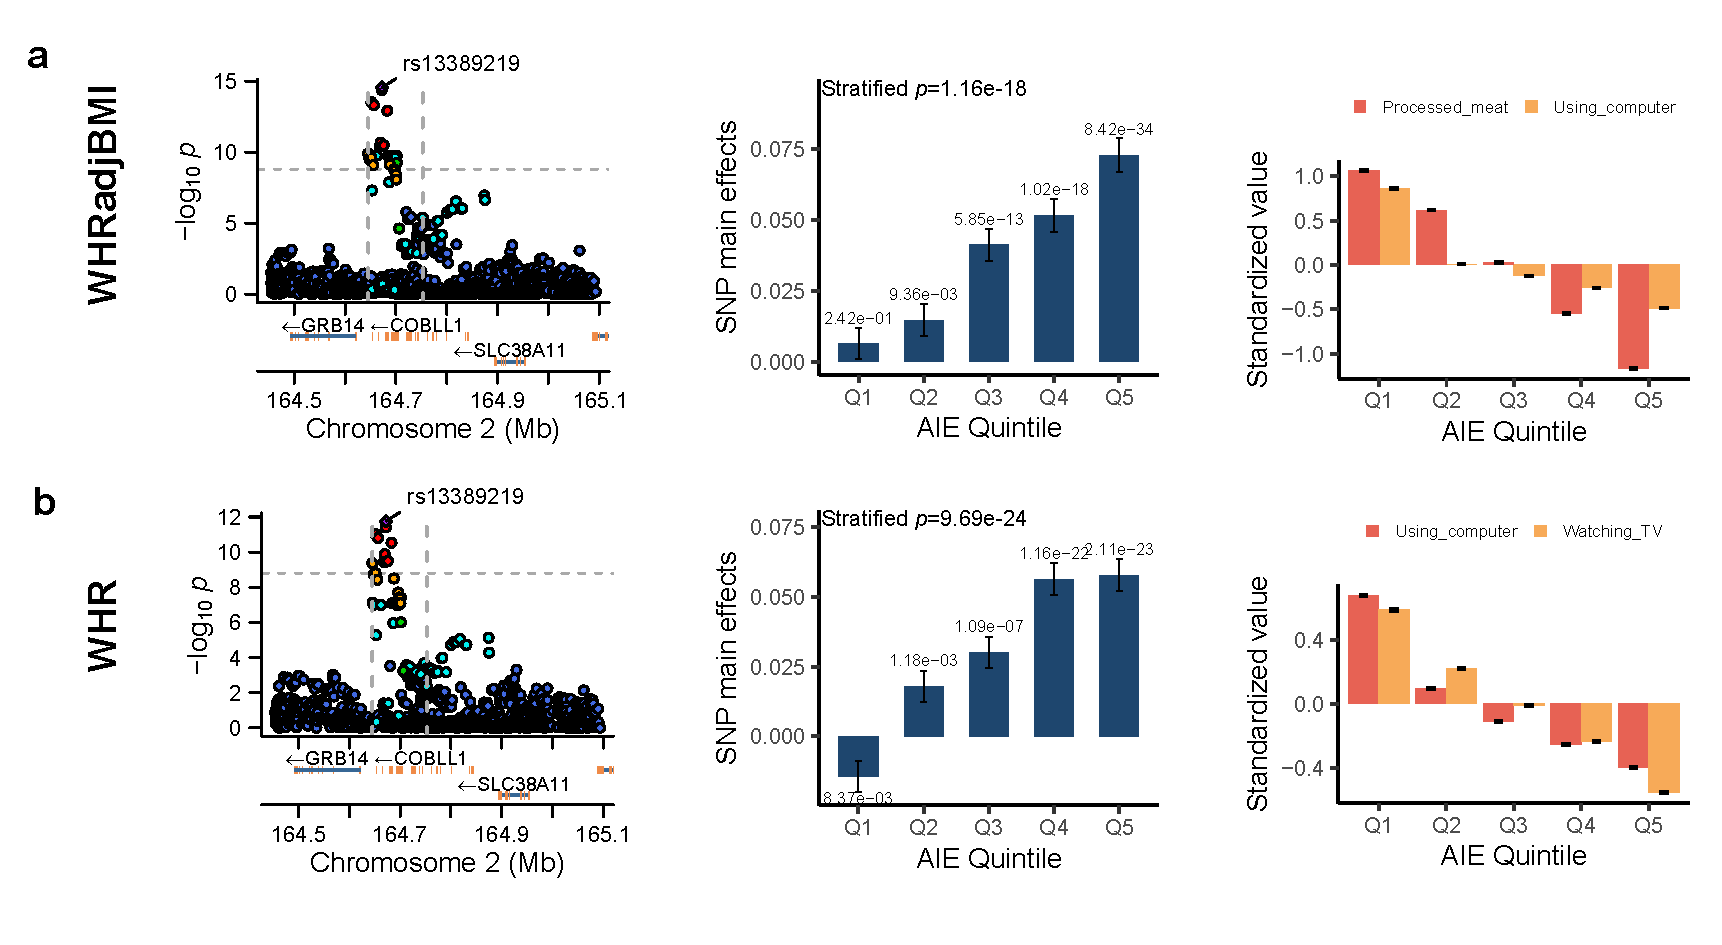 a
WHRadjBMI
rs13389219
15
10
5
0
−log10 p
←GRB14
←COBLL1
←SLC38A11
164.5
164.7
164.9
165.1
Chromosome 2 (Mb)
Stratified p=1.16e-18
SNP main effects
0.075
0.050
0.025
0.000
2.42e−01
9.36e−03
5.85e−13
1.02e−18
8.42e−34
Q1
Q2
Q3
Q4
Q5
AIE Quintile
Processed_meat
Using_computer
Standardized value
1.0
0.5
0.0
−0.5
−1.0
Q1
Q2
Q3
Q4
Q5
AIE Quintile
b
WHR
rs13389219
12
10
8
6
4
2
0
−log10 p
←GRB14
←COBLL1
←SLC38A11
164.5
164.7
164.9
165.1
Chromosome 2 (Mb)
Stratified p=9.69e-24
SNP main effects
0.075
0.050
0.025
0.000
8.37e−03
1.18e−03
1.09e−07
1.16e−22
2.11e−23
Q1
Q2
Q3
Q4
Q5
AIE Quintile
Using_computer
Watching_TV
Standardized value
0.4
0.0
−0.4
Q1
Q2
Q3
Q4
Q5
AIE Quintile